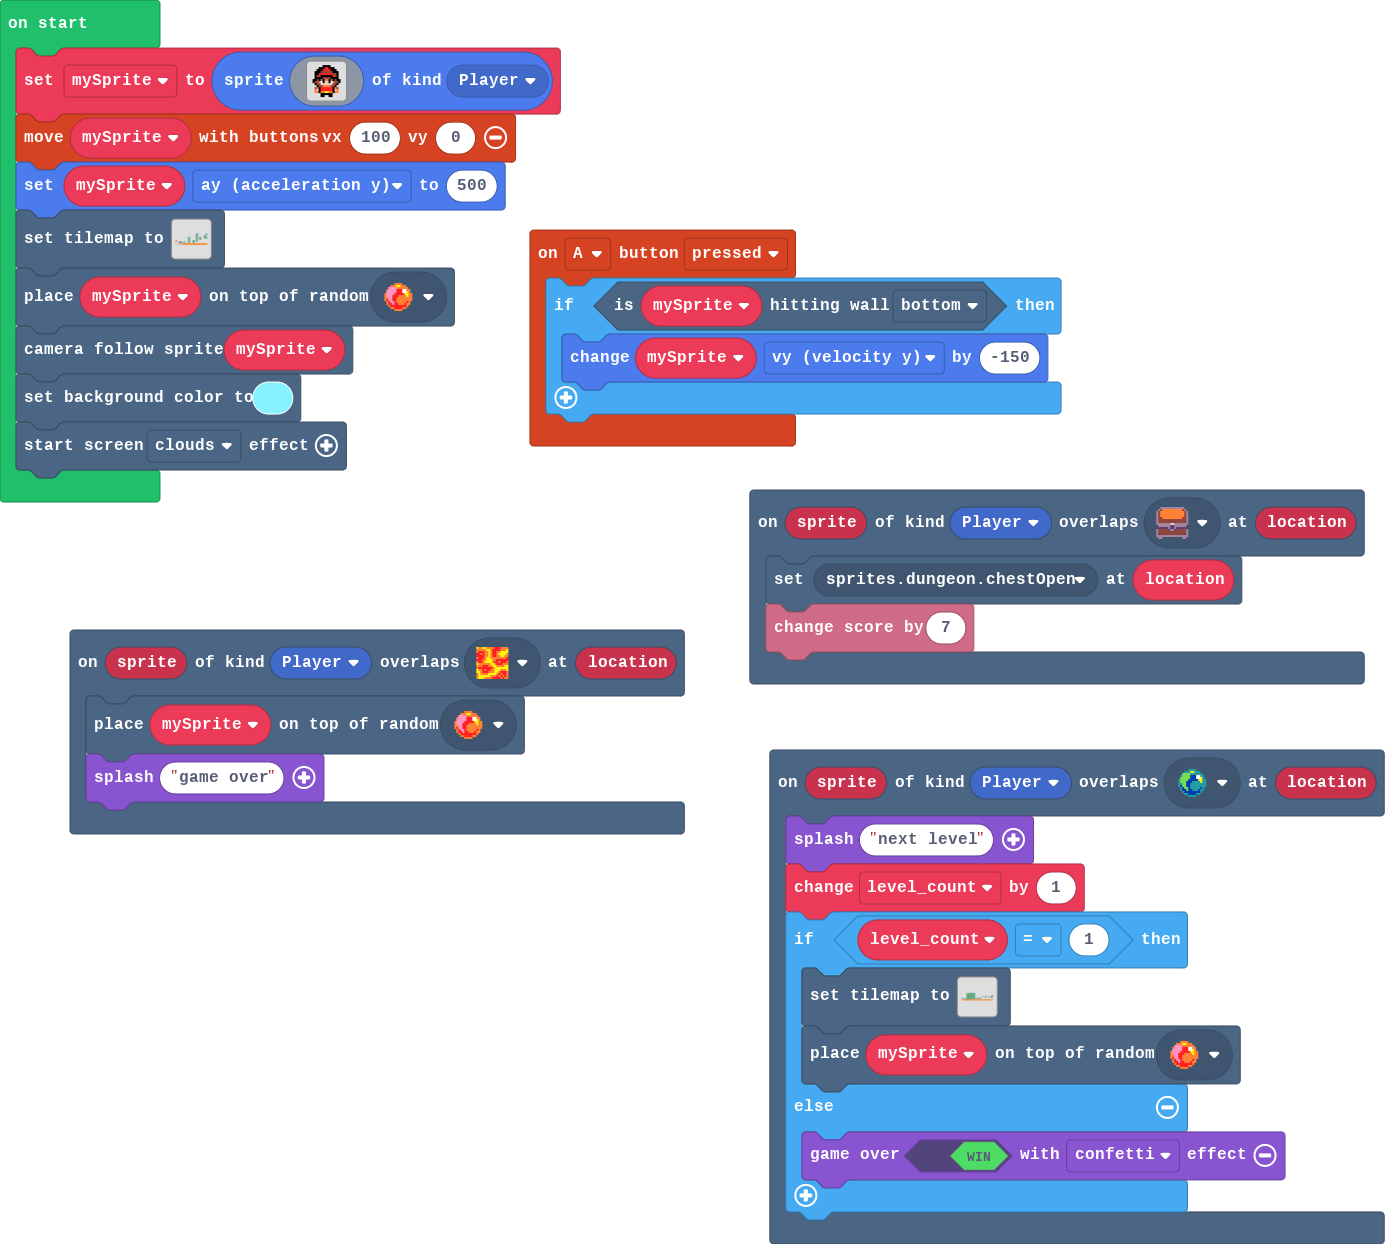 on start
set mySprite to sprite of kind Player
move mySprite with buttons vx 100 vy 0
set mySprite ay (acceleration y) to 500
set tilemap to
place mySprite on top of random
camera follow sprite mySprite
set background color to
start screen clouds effect
on A button pressed
if is mySprite hitting wall bottom then
change mySprite vy (velocity y) by -150
on sprite of kind Player overlaps at location
set sprites.dungeon.chestOpen at location
change score by 7
on sprite of kind Player overlaps at location
place mySprite on top of random
splash "game over"
on sprite of kind Player overlaps at location
splash "next level"
change level_count by 1
if level_count = 1 then
set tilemap to
place mySprite on top of random
else
game over WIN with confetti effect